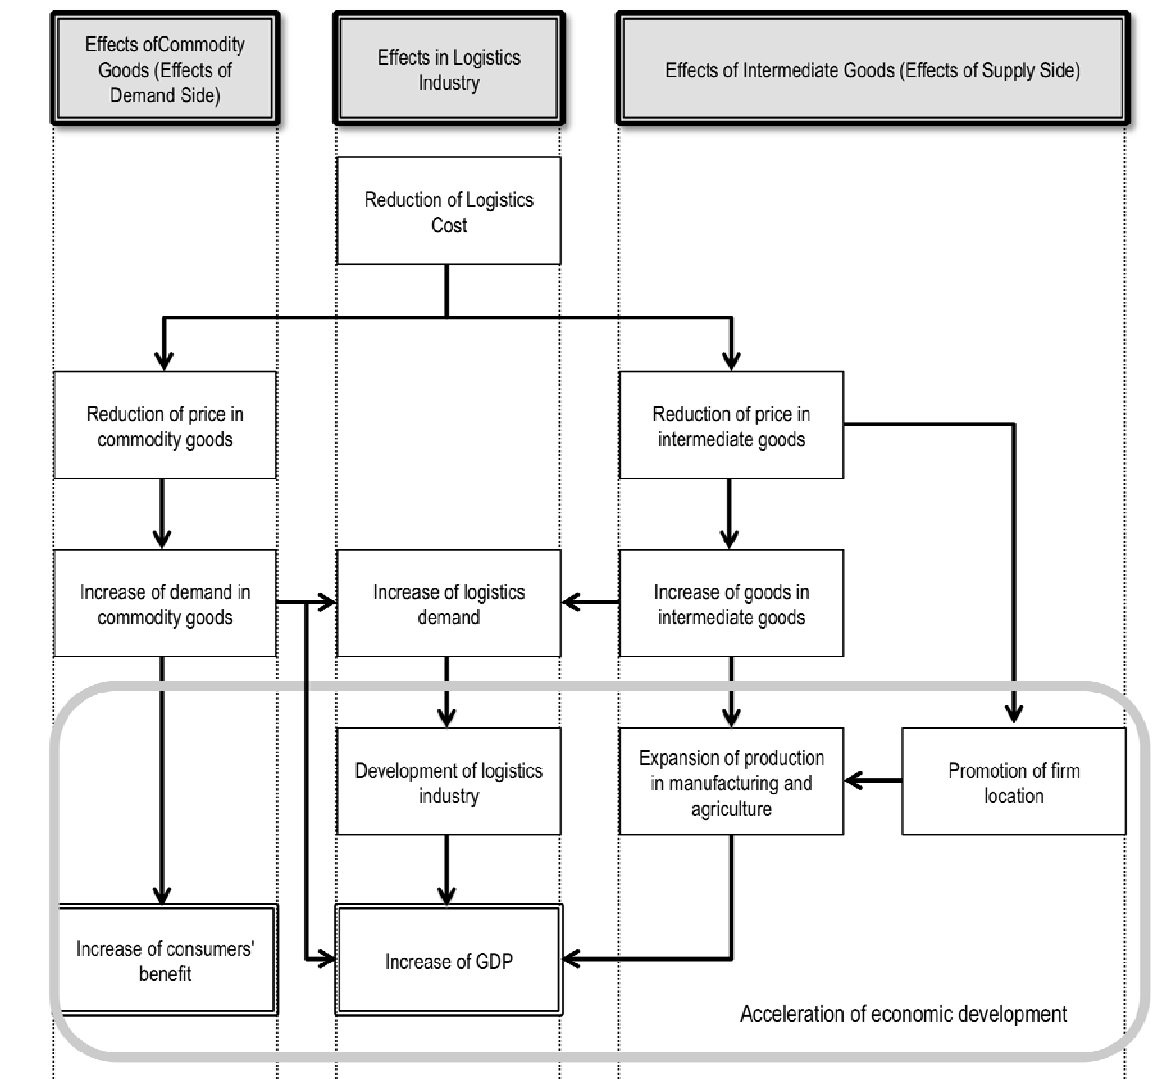 Effects ofCommodity
Goods (Effects of
Demand Side)
Effects in Logistics
Industry
Effects of Intermediate Goods (Effects of Supply Side)
Reduction of Logistics
Cost
Reduction of price in
commodity goods
Reduction of price in
intermediate goods
Increase of demand in
commodity goods
Increase of logistics
demand
Increase of goods in
intermediate goods
Development of logistics
industry
Expansion of production
in manufacturing and
agriculture
Promotion of firm
location
Increase of consumers'
benefit
Increase of GDP
Acceleration of economic development